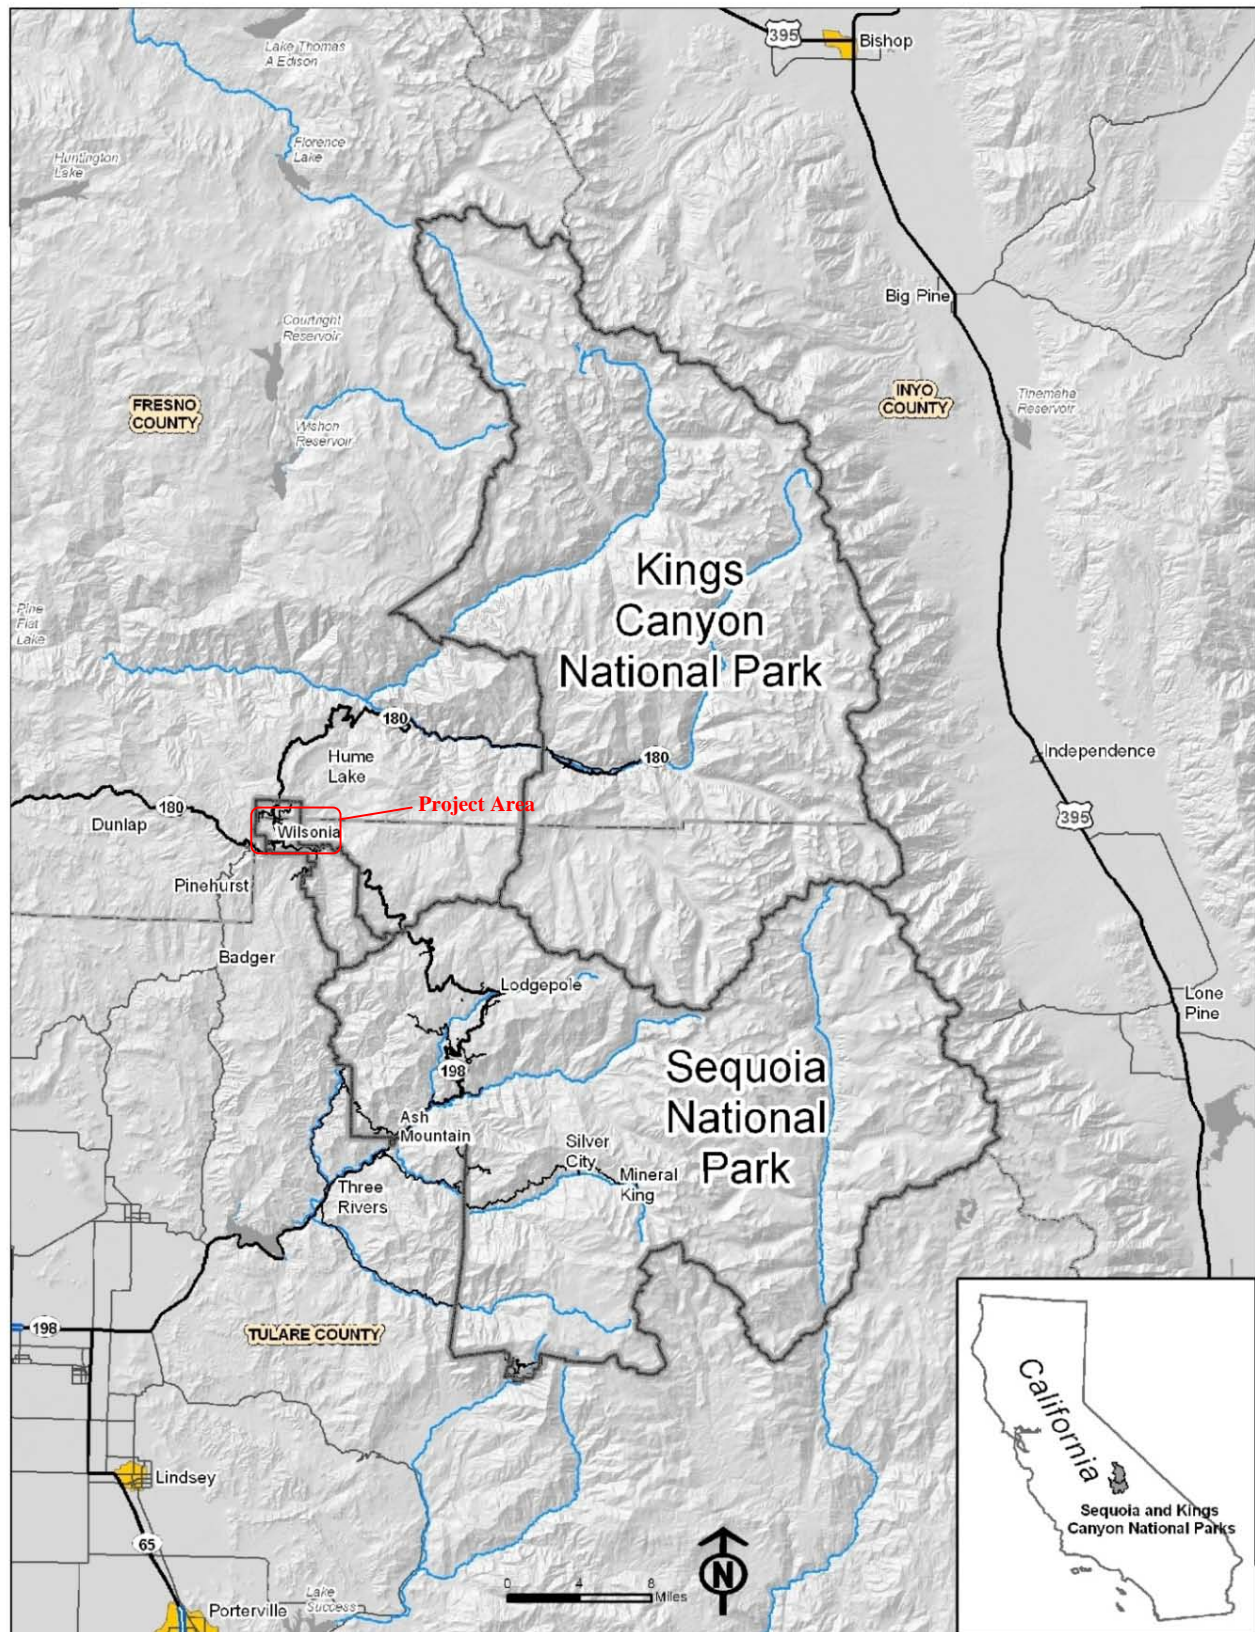 Lake Thomas
A Edison
395
Bishop
Florence
Lake
Huntington
Lake
Big Pine
Courtright
Reservoir
FRESNO
COUNTY
INYO
COUNTY
Tinemaha
Reservoir
Wishon
Reservoir
Kings
Canyon
National Park
Pine
Flat
Lake
180
Hume
Lake
180
Independence
180
Project Area
395
Dunlap
Wilsonia
Pinehurst
Badger
Lodgepole
Lone
Pine
Sequoia
National
Park
198
Ash
Mountain
Silver
City
Mineral
King
Three
Rivers
198
TULARE COUNTY
California
Sequoia and Kings
Canyon National Parks
Lindsey
65
N
0 4 8
Miles
Lake
Success
Porterville